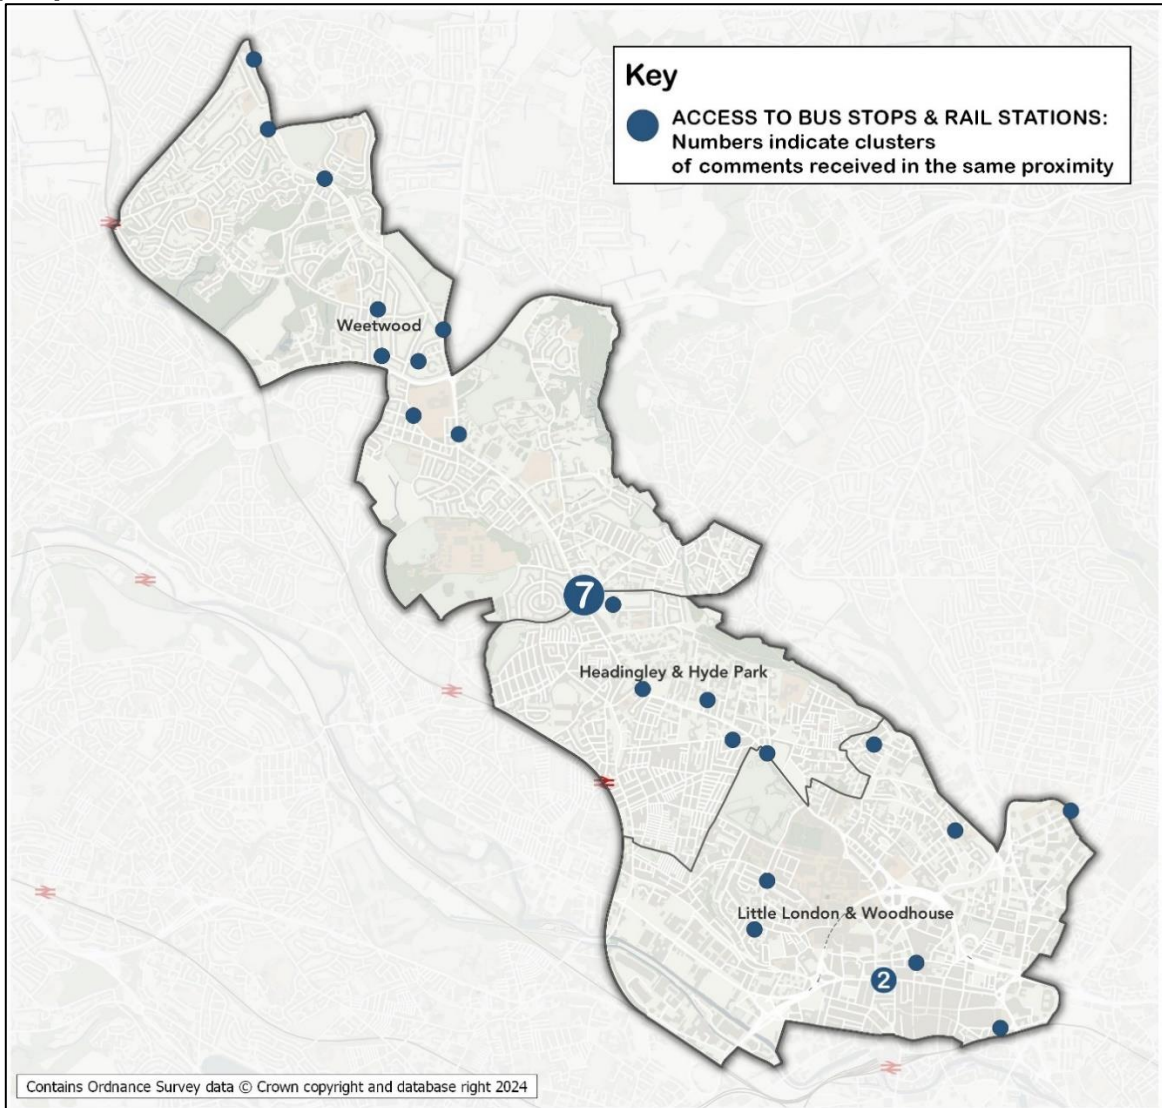 Key
ACCESS TO BUS STOPS & RAIL STATIONS:
Numbers indicate clusters
of comments received in the same proximity
Weetwood
7
Headingley & Hyde Park
Little London & Woodhouse
2
Contains Ordnance Survey data © Crown copyright and database right 2024